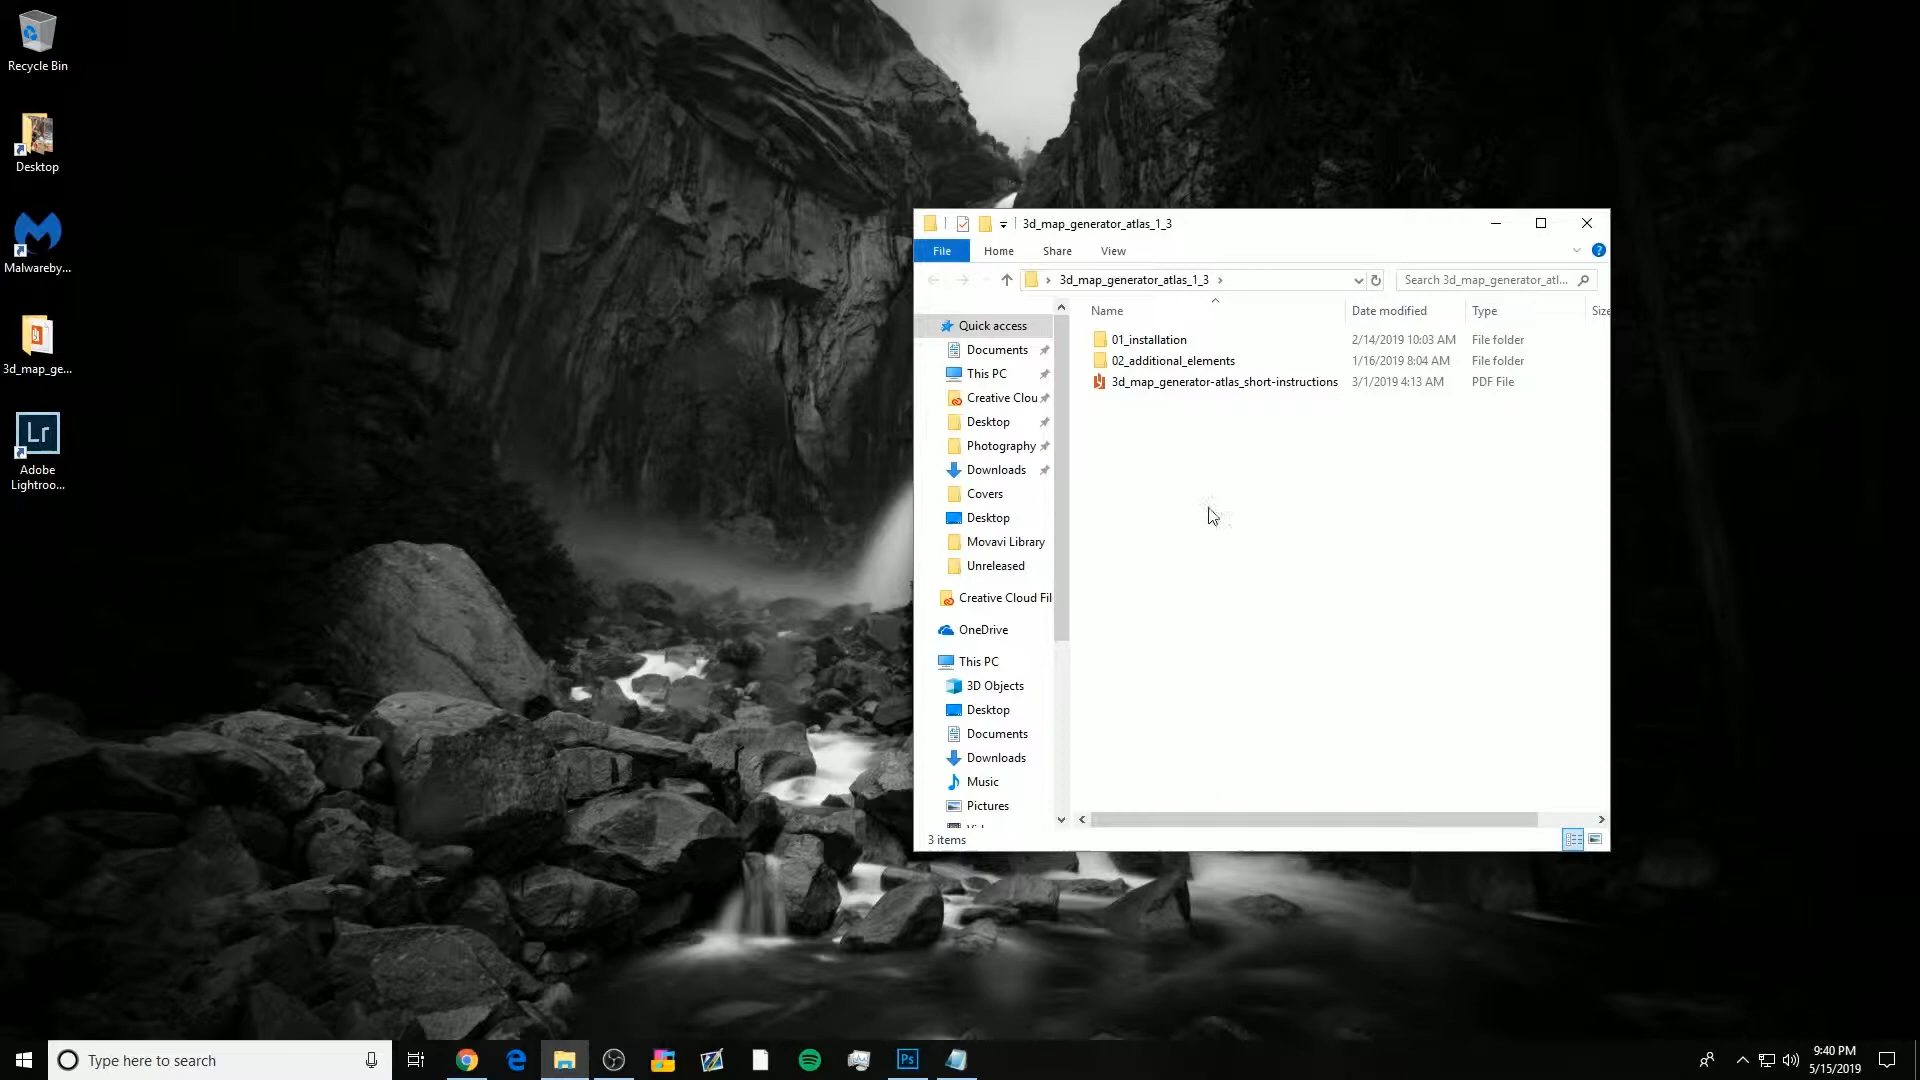 Recycle Bin
Desktop
Malwareby...
3d_map_ge...
Lr
Adobe
Lightroo...
3d_map_generator_atlas_1_3
File Home Share View
3d_map_generator_atlas_1_3
Search 3d_map_generator_atl...
Name Date modified Type Size
01_installation 2/14/2019 10:03 AM File folder
02_additional_elements 1/16/2019 8:04 AM File folder
3d_map_generator-atlas_short-instructions 3/1/2019 4:13 AM PDF File
Quick access
Documents
This PC
Creative Clou
Desktop
Photography
Downloads
Covers
Desktop
Movavi Library
Unreleased
Creative Cloud Fil
OneDrive
This PC
3D Objects
Desktop
Documents
Downloads
Music
Pictures
3 items
Type here to search
Ps
9:40 PM
5/15/2019